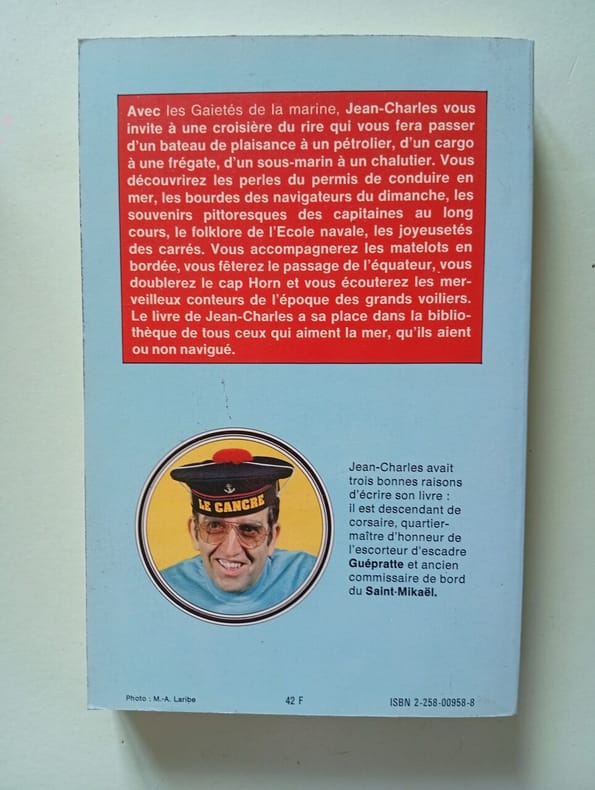 Avec les Gaietés de la marine, Jean-Charles vous
invite à une croisière du rire qui vous fera passer
d'un bateau de plaisance à un pétrolier, d'un cargo
à une frégate, d'un sous-marin à un chalutier. Vous
découvrirez les perles du permis de conduire en
mer, les bourdes des navigateurs du dimanche, les
souvenirs pittoresques des capitaines au long
cours, le folklore de l'Ecole navale, les joyeusetés
des carrés. Vous accompagnerez les matelots en
bordée, vous fêterez le passage de l'équateur, vous
doublerez le cap Horn et vous écouterez les mer-
veilleux conteurs de l'époque des grands voiliers.
Le livre de Jean-Charles a sa place dans la biblio-
thèque de tous ceux qui aiment la mer, qu'ils aient
ou non navigué.
LE CANCRE
Jean-Charles avait
trois bonnes raisons
d'écrire son livre :
il est descendant de
corsaire, quartier-
maître d'honneur de
l'escorteur d'escadre
Guépratte et ancien
commissaire de bord
du Saint-Mikaël.
Photo : M.-A. Laribe
42 F
ISBN 2-258-00958-8